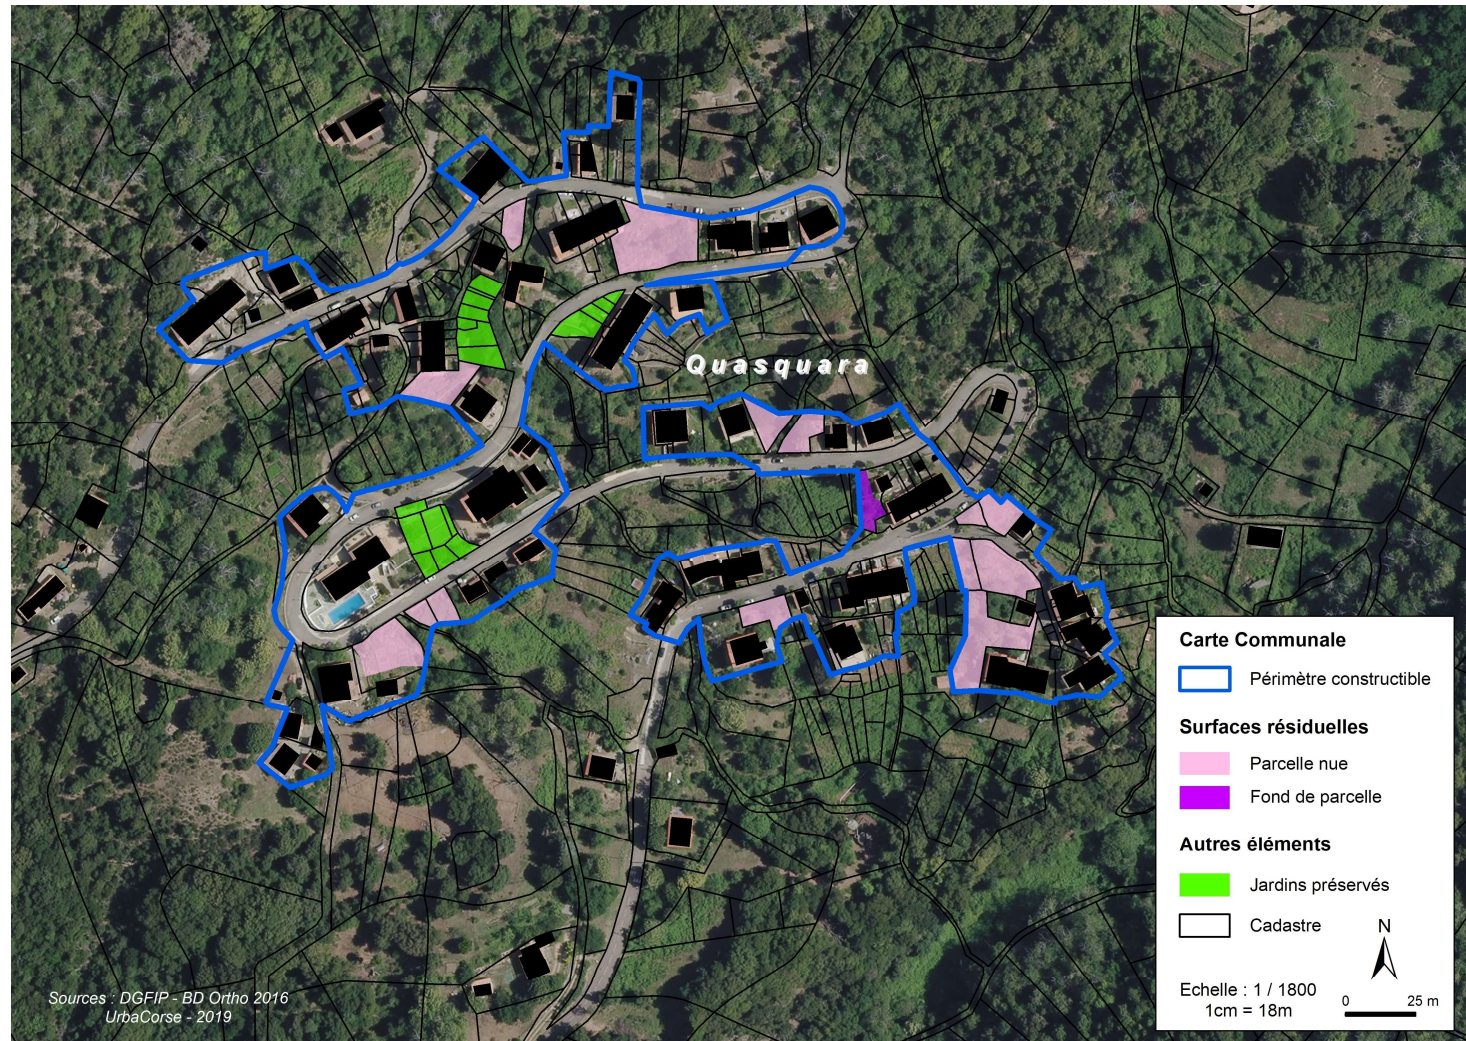 Quasquara
Carte Communale
Périmètre constructible
Surfaces résiduelles
Parcelle nue
Fond de parcelle
Autres éléments
Jardins préservés
Cadastre
N
Echelle : 1 / 1800
1cm = 18m
0 25 m
Sources : DGFIP - BD Ortho 2016
UrbaCorse - 2019